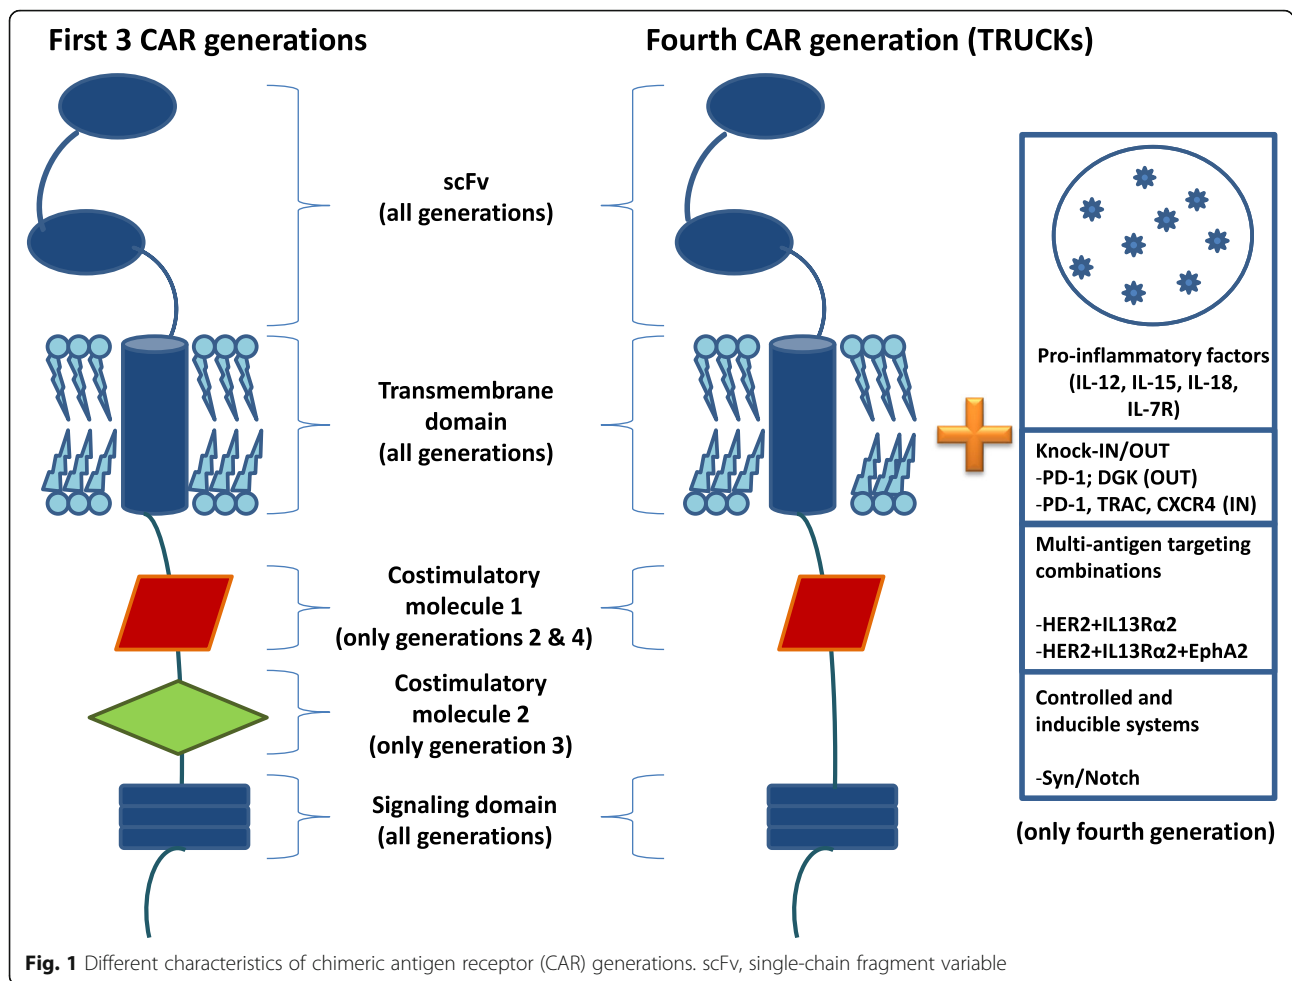 First 3 CAR generations
Fourth CAR generation (TRUCKs)
scFv
(all generations)
Transmembrane
domain
(all generations)
Costimulatory
molecule 1
(only generations 2 & 4)
Costimulatory
molecule 2
(only generation 3)
Signaling domain
(all generations)
Pro-inflammatory factors
(IL-12, IL-15, IL-18,
IL-7R)
Knock-IN/OUT
-PD-1; DGK (OUT)
-PD-1, TRAC, CXCR4 (IN)
Multi-antigen targeting
combinations
-HER2+IL13Rα2
-HER2+IL13Rα2+EphA2
Controlled and
inducible systems
-Syn/Notch
(only fourth generation)
Fig. 1 Different characteristics of chimeric antigen receptor (CAR) generations. scFv, single-chain fragment variable